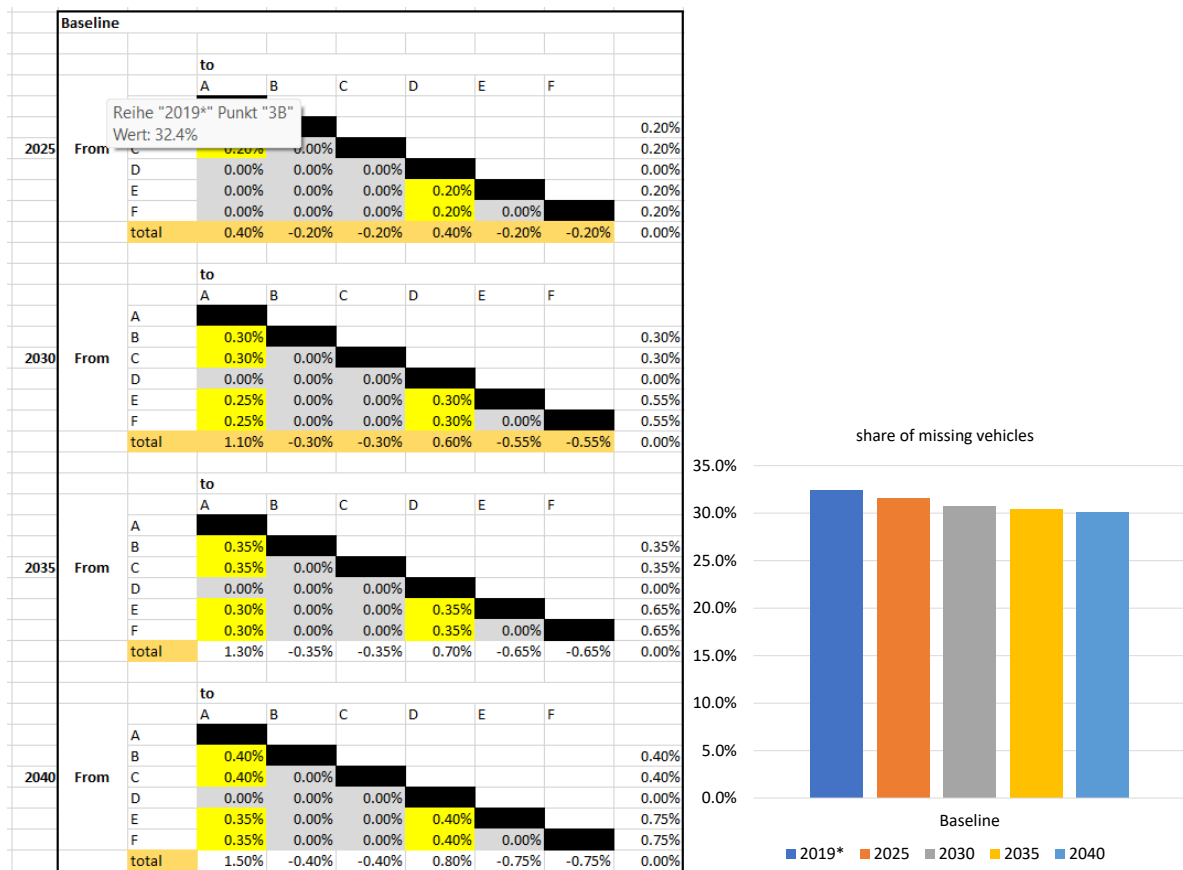 Baseline
to
A B C D E F
Reihe "2019*" Punkt "3B"
Wert: 32.4%
0.20%
2025 From C 0.20% 0.00% 0.20%
D 0.00% 0.00% 0.00% 0.00%
E 0.00% 0.00% 0.00% 0.20% 0.20%
F 0.00% 0.00% 0.00% 0.20% 0.00% 0.20%
total 0.40% -0.20% -0.20% 0.40% -0.20% -0.20% 0.00%
to
A B C D E F
A
B 0.30% 0.30%
2030 From C 0.30% 0.00% 0.30%
D 0.00% 0.00% 0.00% 0.00%
E 0.25% 0.00% 0.00% 0.30% 0.55%
F 0.25% 0.00% 0.00% 0.30% 0.00% 0.55%
total 1.10% -0.30% -0.30% 0.60% -0.55% -0.55% 0.00%
to
A B C D E F
A
B 0.35% 0.35%
2035 From C 0.35% 0.00% 0.35%
D 0.00% 0.00% 0.00% 0.00%
E 0.30% 0.00% 0.00% 0.35% 0.65%
F 0.30% 0.00% 0.00% 0.35% 0.00% 0.65%
total 1.30% -0.35% -0.35% 0.70% -0.65% -0.65% 0.00%
to
A B C D E F
A
B 0.40% 0.40%
2040 From C 0.40% 0.00% 0.40%
D 0.00% 0.00% 0.00% 0.00%
E 0.35% 0.00% 0.00% 0.40% 0.75%
F 0.35% 0.00% 0.00% 0.40% 0.00% 0.75%
total 1.50% -0.40% -0.40% 0.80% -0.75% -0.75% 0.00%
share of missing vehicles
35.0%
30.0%
25.0%
20.0%
15.0%
10.0%
5.0%
0.0%
Baseline
2019* 2025 2030 2035 2040